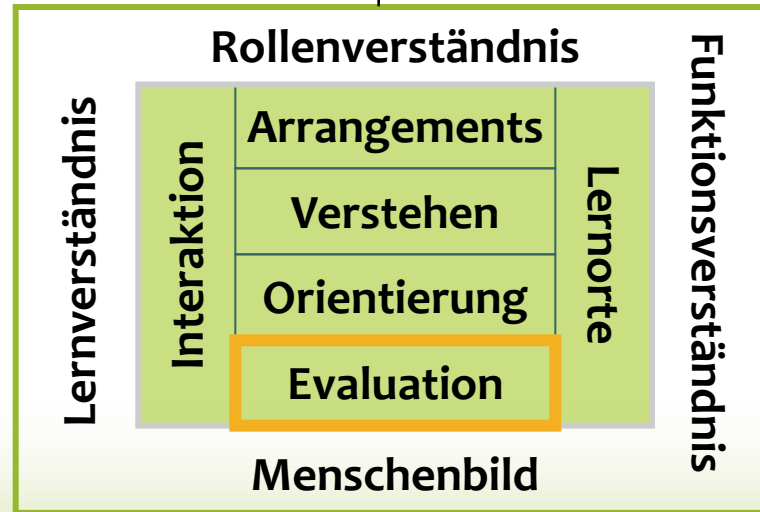 Rollenverständnis
Lernverständnis
Interaktion
Arrangements
Verstehen
Orientierung
Evaluation
Lernorte
Funktionsverständnis
Menschenbild